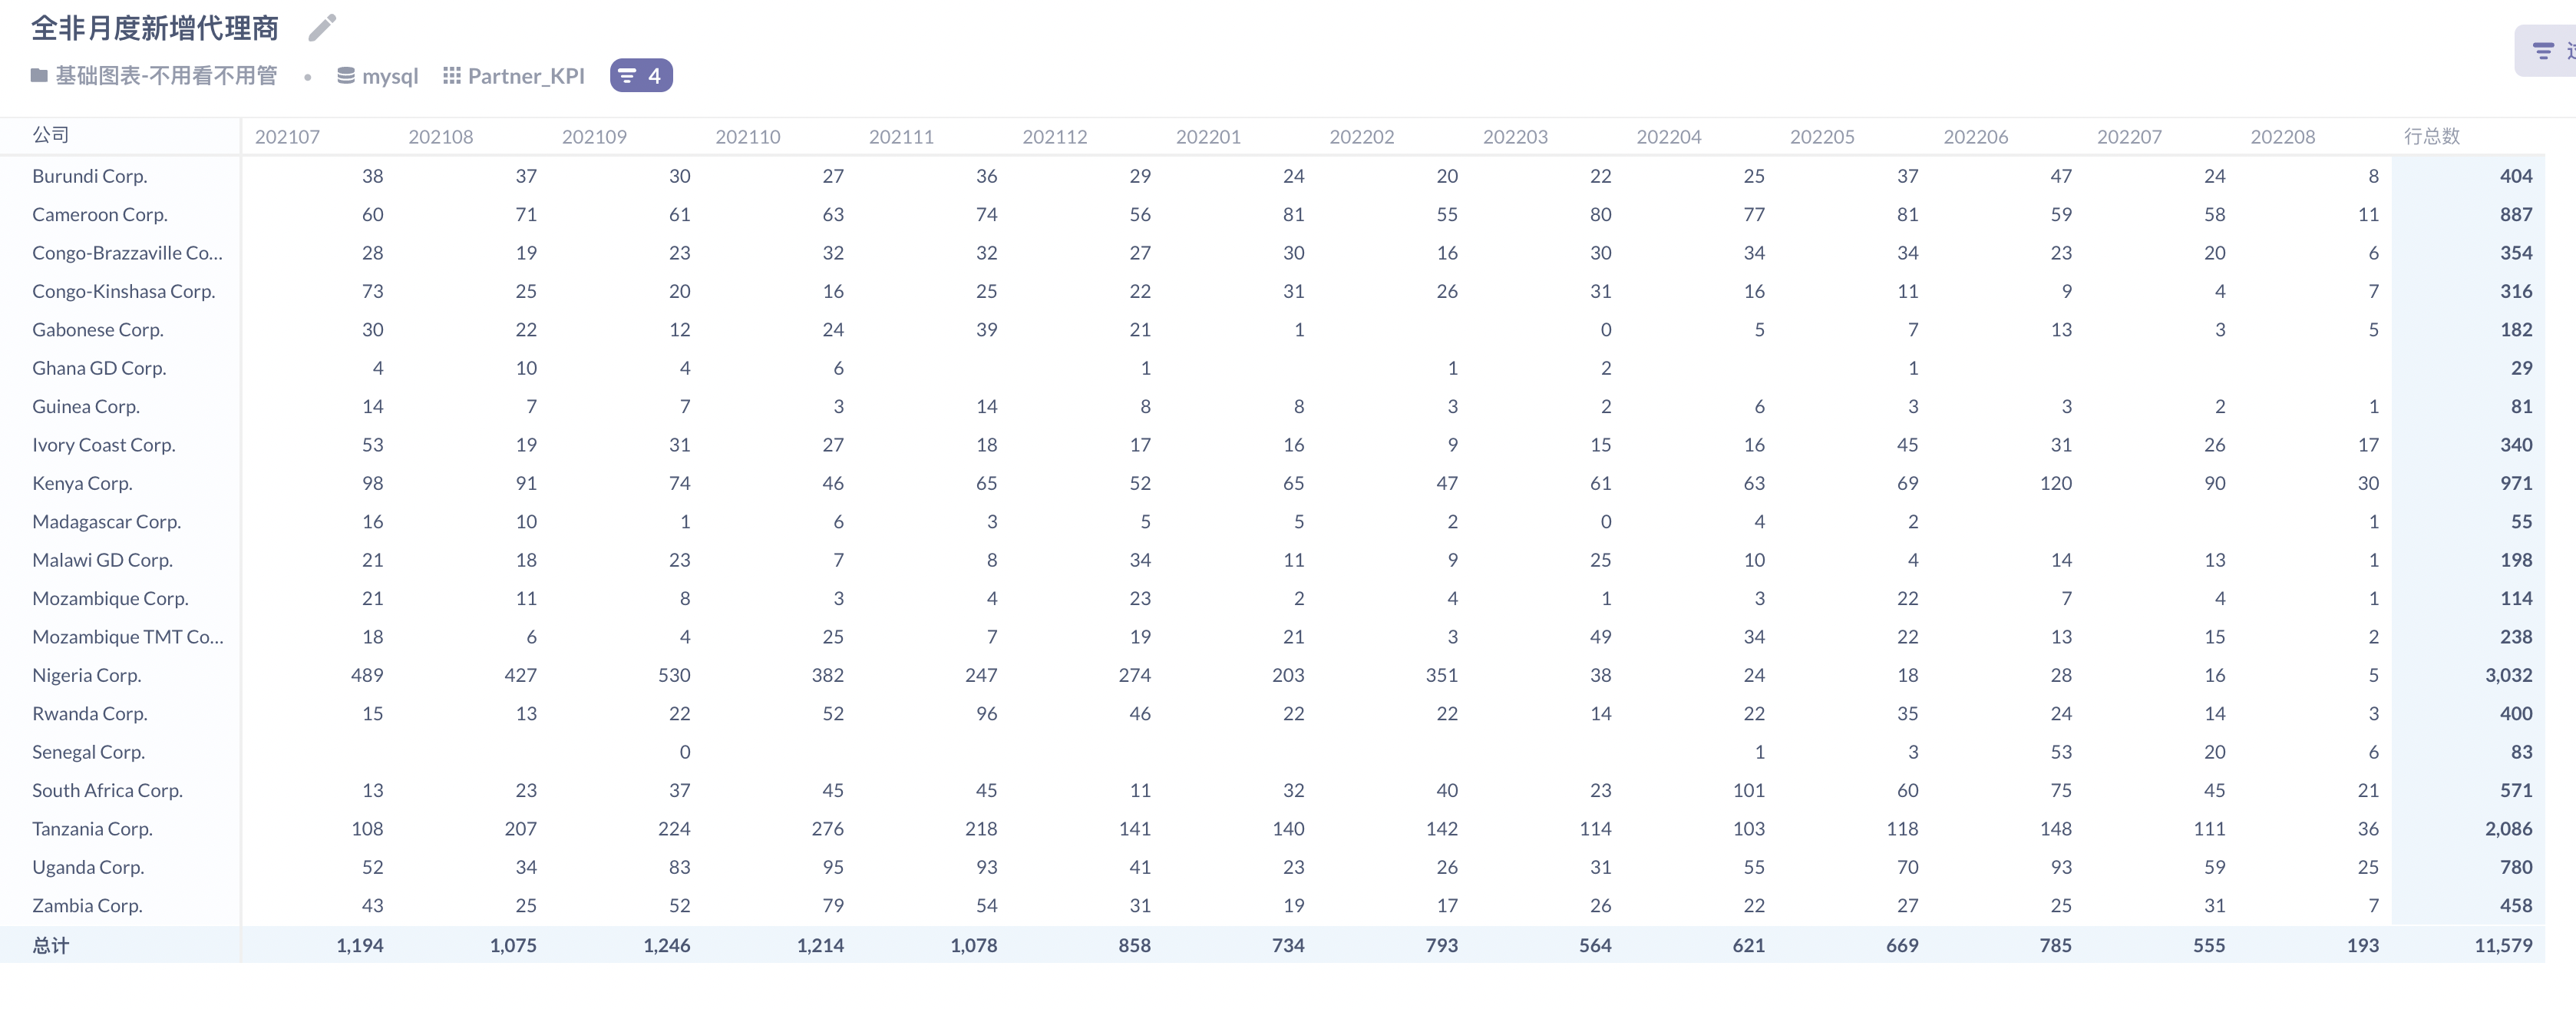 全非月度新增代理商
基础图表-不用看不用管 • mysql Partner_KPI 4
公司 202107 202108 202109 202110 202111 202112 202201 202202 202203 202204 202205 202206 202207 202208 行总数
Burundi Corp. 38 37 30 27 36 29 24 20 22 25 37 47 24 8 404
Cameroon Corp. 60 71 61 63 74 56 81 55 80 77 81 59 58 11 887
Congo-Brazzaville Co... 28 19 23 32 32 27 30 16 30 34 34 23 20 6 354
Congo-Kinshasa Corp. 73 25 20 16 25 22 31 26 31 16 11 9 4 7 316
Gabonese Corp. 30 22 12 24 39 21 1 0 5 7 13 3 5 182
Ghana GD Corp. 4 10 4 6 1 1 2 1 29
Guinea Corp. 14 7 7 3 14 8 8 3 2 6 3 3 2 1 81
Ivory Coast Corp. 53 19 31 27 18 17 16 9 15 16 45 31 26 17 340
Kenya Corp. 98 91 74 46 65 52 65 47 61 63 69 120 90 30 971
Madagascar Corp. 16 10 1 6 3 5 5 2 0 4 2 1 55
Malawi GD Corp. 21 18 23 7 8 34 11 9 25 10 4 14 13 1 198
Mozambique Corp. 21 11 8 3 4 23 2 4 1 3 22 7 4 1 114
Mozambique TMT Co... 18 6 4 25 7 19 21 3 49 34 22 13 15 2 238
Nigeria Corp. 489 427 530 382 247 274 203 351 38 24 18 28 16 5 3,032
Rwanda Corp. 15 13 22 52 96 46 22 22 14 22 35 24 14 3 400
Senegal Corp. 0 1 3 53 20 6 83
South Africa Corp. 13 23 37 45 45 11 32 40 23 101 60 75 45 21 571
Tanzania Corp. 108 207 224 276 218 141 140 142 114 103 118 148 111 36 2,086
Uganda Corp. 52 34 83 95 93 41 23 26 31 55 70 93 59 25 780
Zambia Corp. 43 25 52 79 54 31 19 17 26 22 27 25 31 7 458
总计 1,194 1,075 1,246 1,214 1,078 858 734 793 564 621 669 785 555 193 11,579